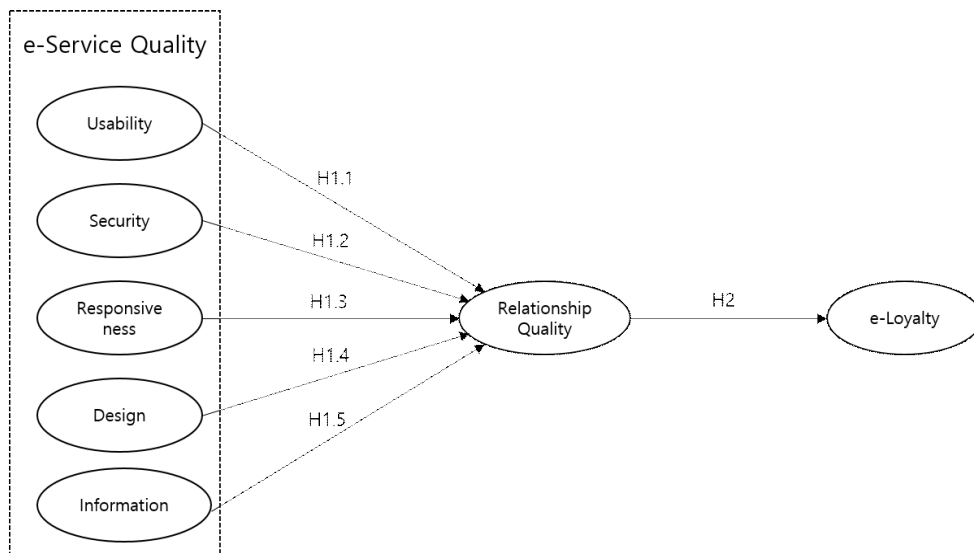 e-Service Quality
Usability
H1.1
Security
H1.2
Responsive
ness
H1.3
Relationship
Quality
H2
e-Loyalty
H1.4
Design
H1.5
Information